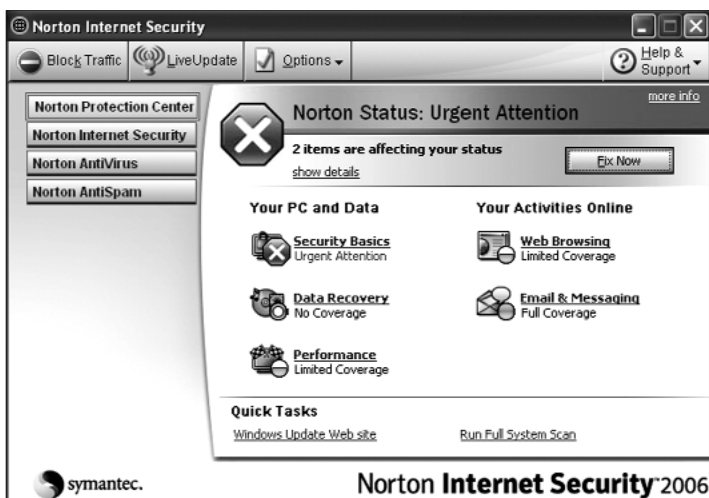 Norton Internet Security
Block Traffic LiveUpdate Options Help & Support
Norton Protection Center
Norton Internet Security
Norton AntiVirus
Norton AntiSpam
more info
Norton Status: Urgent Attention
2 items are affecting your status
show details
Fix Now
Your PC and Data
Security Basics
Urgent Attention
Data Recovery
No Coverage
Performance
Limited Coverage
Your Activities Online
Web Browsing
Limited Coverage
Email & Messaging
Full Coverage
Quick Tasks
Windows Update Web site Run Full System Scan
symantec.
Norton Internet Security™2006